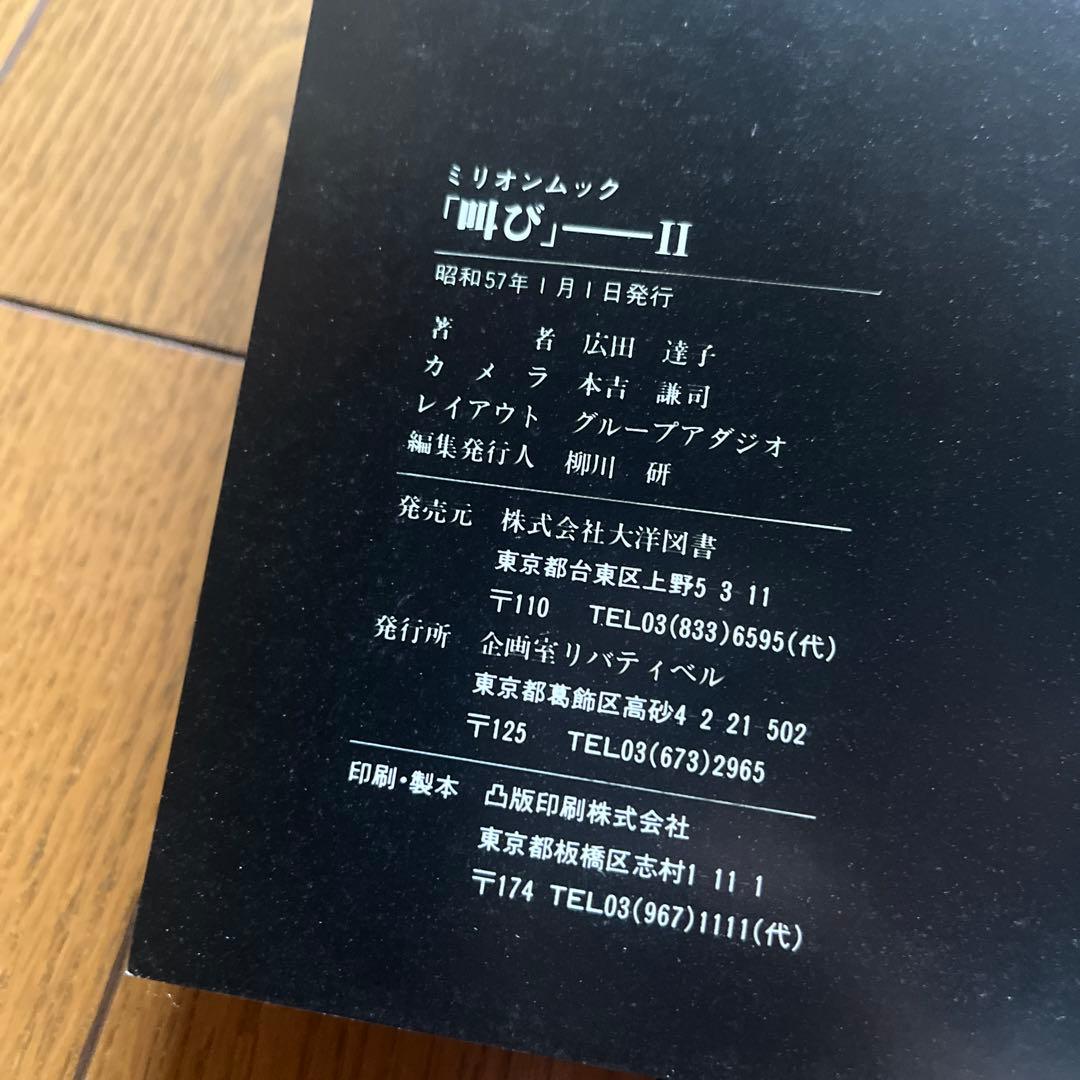 ミリオンムック
「叫び」――II
昭和57年1月1日発行
著者 広田 達子
カメラ 本吉 謙司
レイアウト グループアダジオ
編集発行人 柳川 研
発売元 株式会社大洋図書
東京都台東区上野5 3 11
〒110 TEL03(833)6595(代)
発行所 企画室リバティベル
東京都葛飾区高砂4 2 21 502
〒125 TEL03(673)2965
印刷・製本 凸版印刷株式会社
東京都板橋区志村1 11 1
〒174 TEL03(967)1111(代)